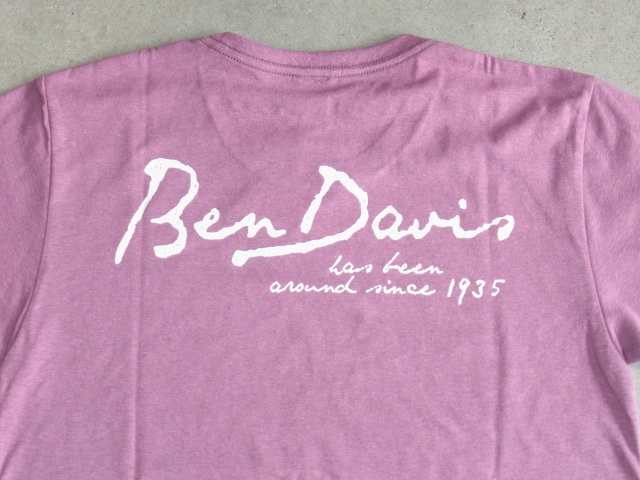 Ben Davis
has been
around since 1935